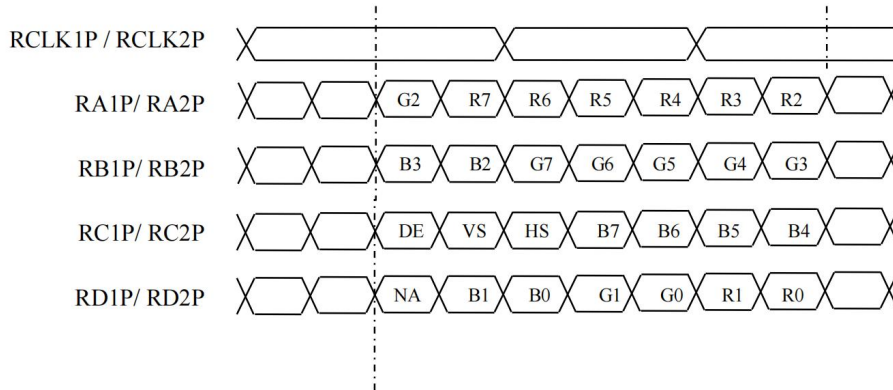 RCLK1P / RCLK2P
RA1P/ RA2P G2 R7 R6 R5 R4 R3 R2
RB1P/ RB2P B3 B2 G7 G6 G5 G4 G3
RC1P/ RC2P DE VS HS B7 B6 B5 B4
RD1P/ RD2P NA B1 B0 G1 G0 R1 R0